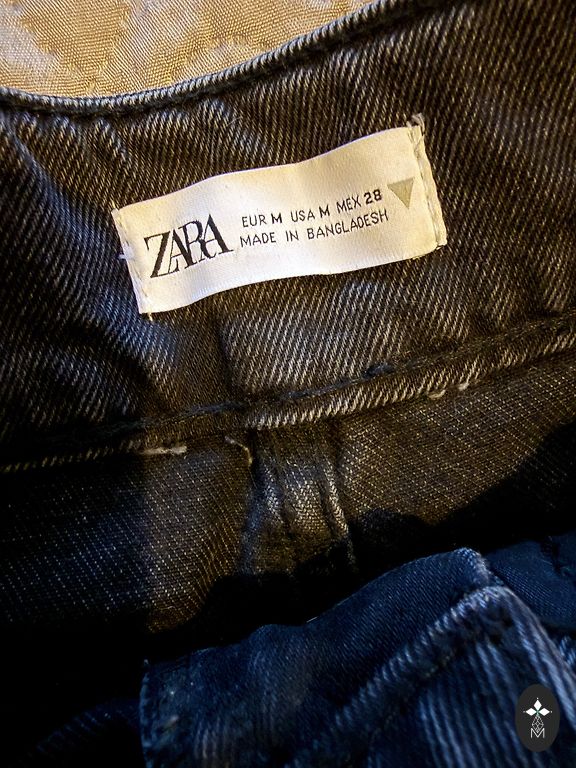 ZARA
EUR M USA M MEX 28
MADE IN BANGLADESH
M